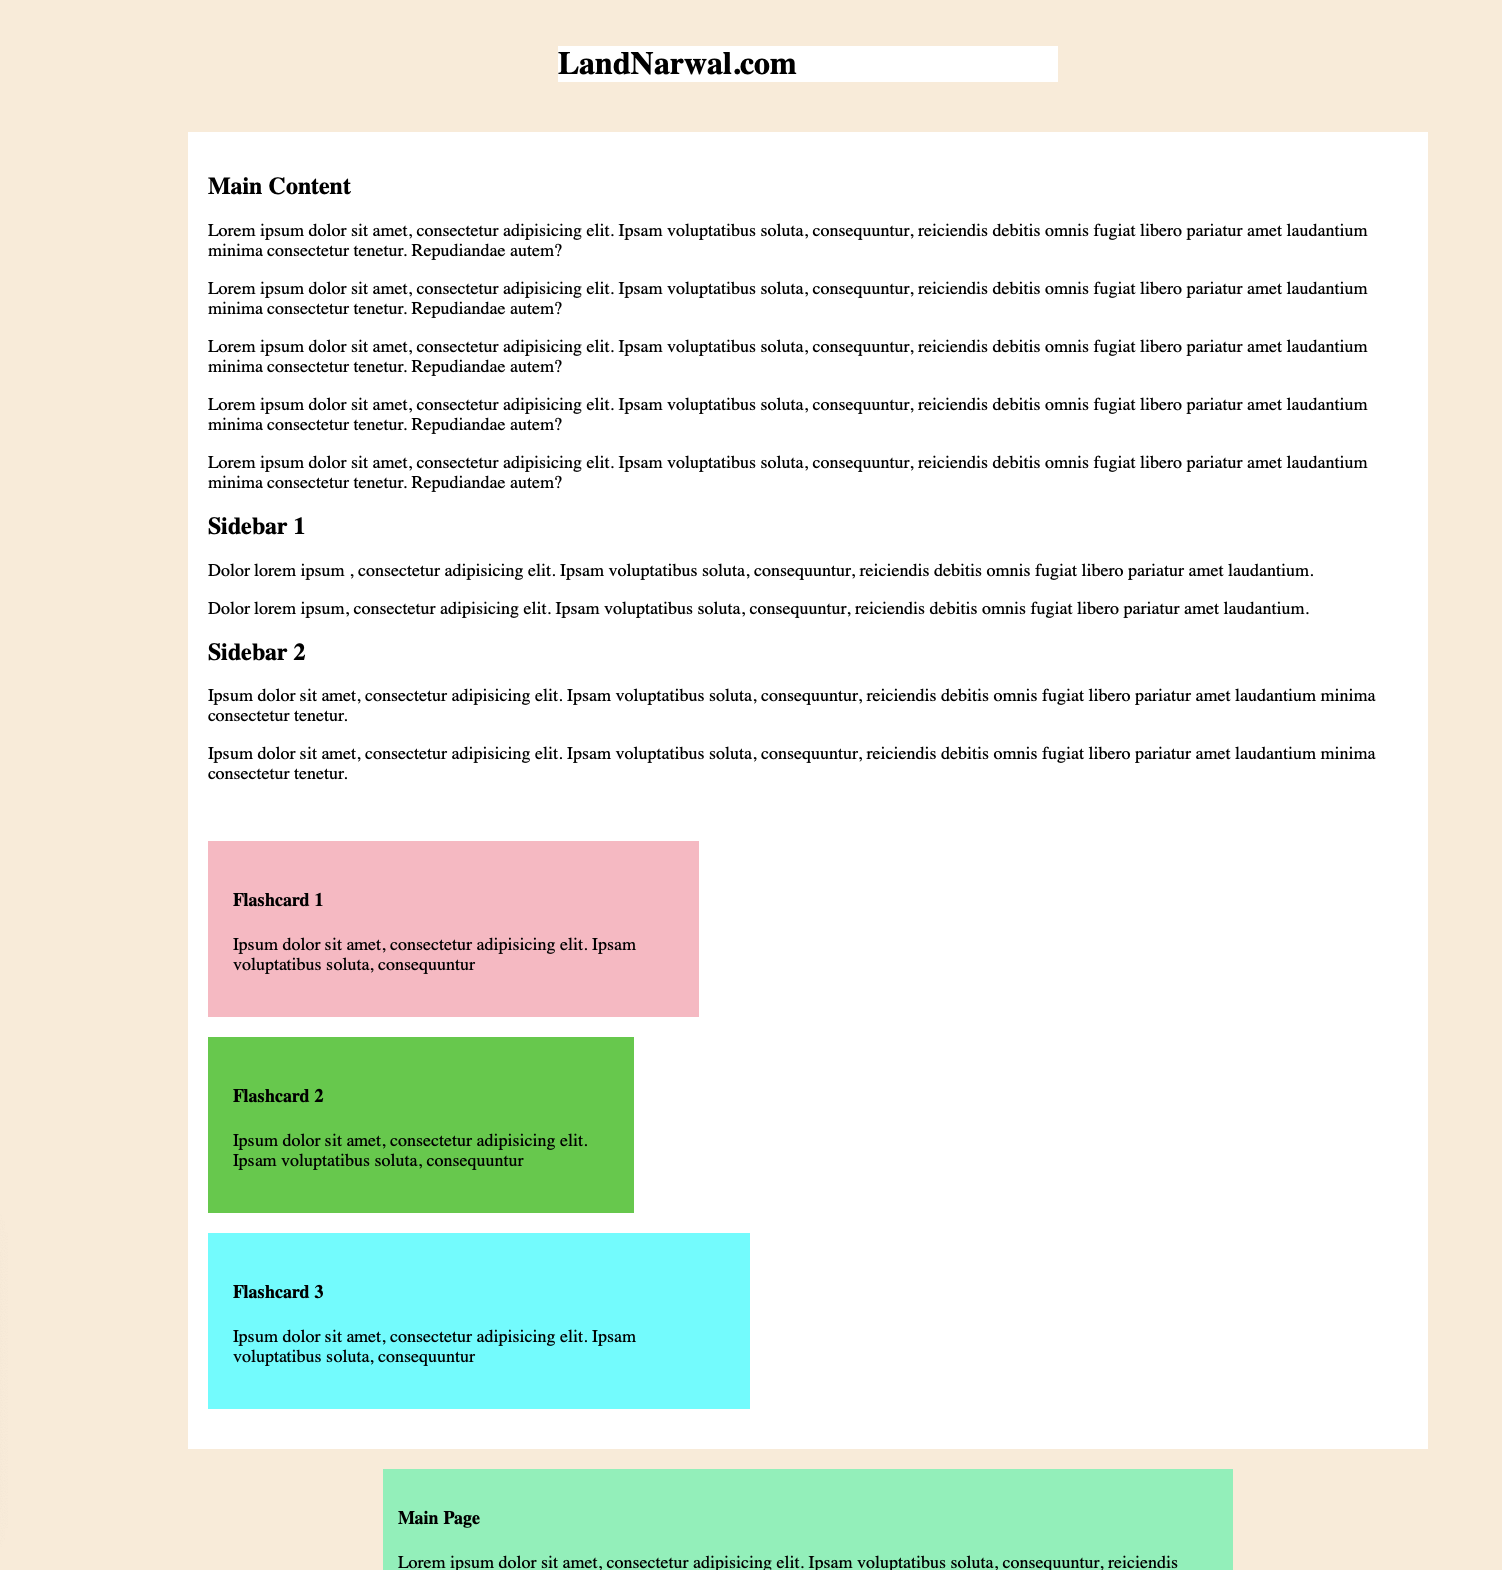 LandNarwal.com
Main Content
Lorem ipsum dolor sit amet, consectetur adipisicing elit. Ipsam voluptatibus soluta, consequuntur, reiciendis debitis omnis fugiat libero pariatur amet laudantium
minima consectetur tenetur. Repudiandae autem?
Lorem ipsum dolor sit amet, consectetur adipisicing elit. Ipsam voluptatibus soluta, consequuntur, reiciendis debitis omnis fugiat libero pariatur amet laudantium
minima consectetur tenetur. Repudiandae autem?
Lorem ipsum dolor sit amet, consectetur adipisicing elit. Ipsam voluptatibus soluta, consequuntur, reiciendis debitis omnis fugiat libero pariatur amet laudantium
minima consectetur tenetur. Repudiandae autem?
Lorem ipsum dolor sit amet, consectetur adipisicing elit. Ipsam voluptatibus soluta, consequuntur, reiciendis debitis omnis fugiat libero pariatur amet laudantium
minima consectetur tenetur. Repudiandae autem?
Lorem ipsum dolor sit amet, consectetur adipisicing elit. Ipsam voluptatibus soluta, consequuntur, reiciendis debitis omnis fugiat libero pariatur amet laudantium
minima consectetur tenetur. Repudiandae autem?
Sidebar 1
Dolor lorem ipsum , consectetur adipisicing elit. Ipsam voluptatibus soluta, consequuntur, reiciendis debitis omnis fugiat libero pariatur amet laudantium.
Dolor lorem ipsum, consectetur adipisicing elit. Ipsam voluptatibus soluta, consequuntur, reiciendis debitis omnis fugiat libero pariatur amet laudantium.
Sidebar 2
Ipsum dolor sit amet, consectetur adipisicing elit. Ipsam voluptatibus soluta, consequuntur, reiciendis debitis omnis fugiat libero pariatur amet laudantium minima
consectetur tenetur.
Ipsum dolor sit amet, consectetur adipisicing elit. Ipsam voluptatibus soluta, consequuntur, reiciendis debitis omnis fugiat libero pariatur amet laudantium minima
consectetur tenetur.
Flashcard 1
Ipsum dolor sit amet, consectetur adipisicing elit. Ipsam
voluptatibus soluta, consequuntur
Flashcard 2
Ipsum dolor sit amet, consectetur adipisicing elit.
Ipsam voluptatibus soluta, consequuntur
Flashcard 3
Ipsum dolor sit amet, consectetur adipisicing elit. Ipsam
voluptatibus soluta, consequuntur
Main Page
Lorem ipsum dolor sit amet, consectetur adipisicing elit. Ipsam voluptatibus soluta, consequuntur, reiciendis